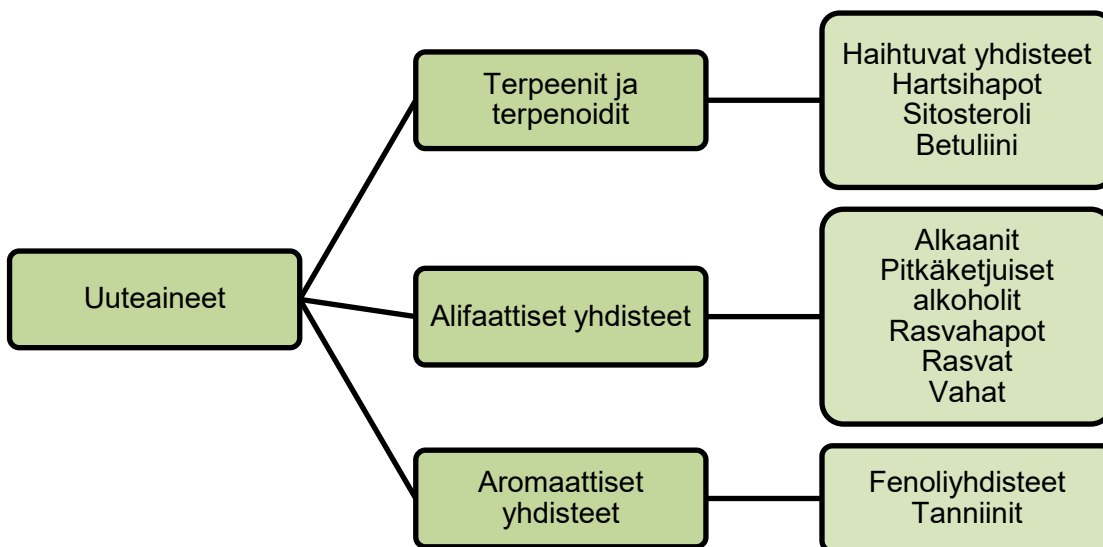 Uuteaineet
Terpeenit ja
terpenoidit
Haihtuvat yhdisteet
Hartsihapot
Sitosteroli
Betuliini
Alifaattiset yhdisteet
Alkaanit
Pitkäketjuiset
alkoholit
Rasvahapot
Rasvat
Vahat
Aromaattiset
yhdisteet
Fenoliyhdisteet
Tanniinit